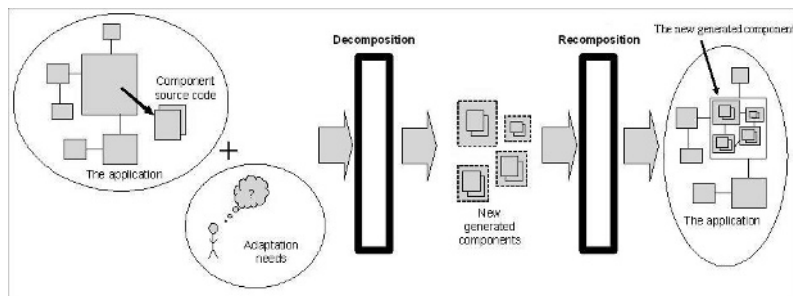 Decomposition
Recomposition
The new generated component
Component
source code
The application
+
?
Adaptation
needs
New
generated
components
The application